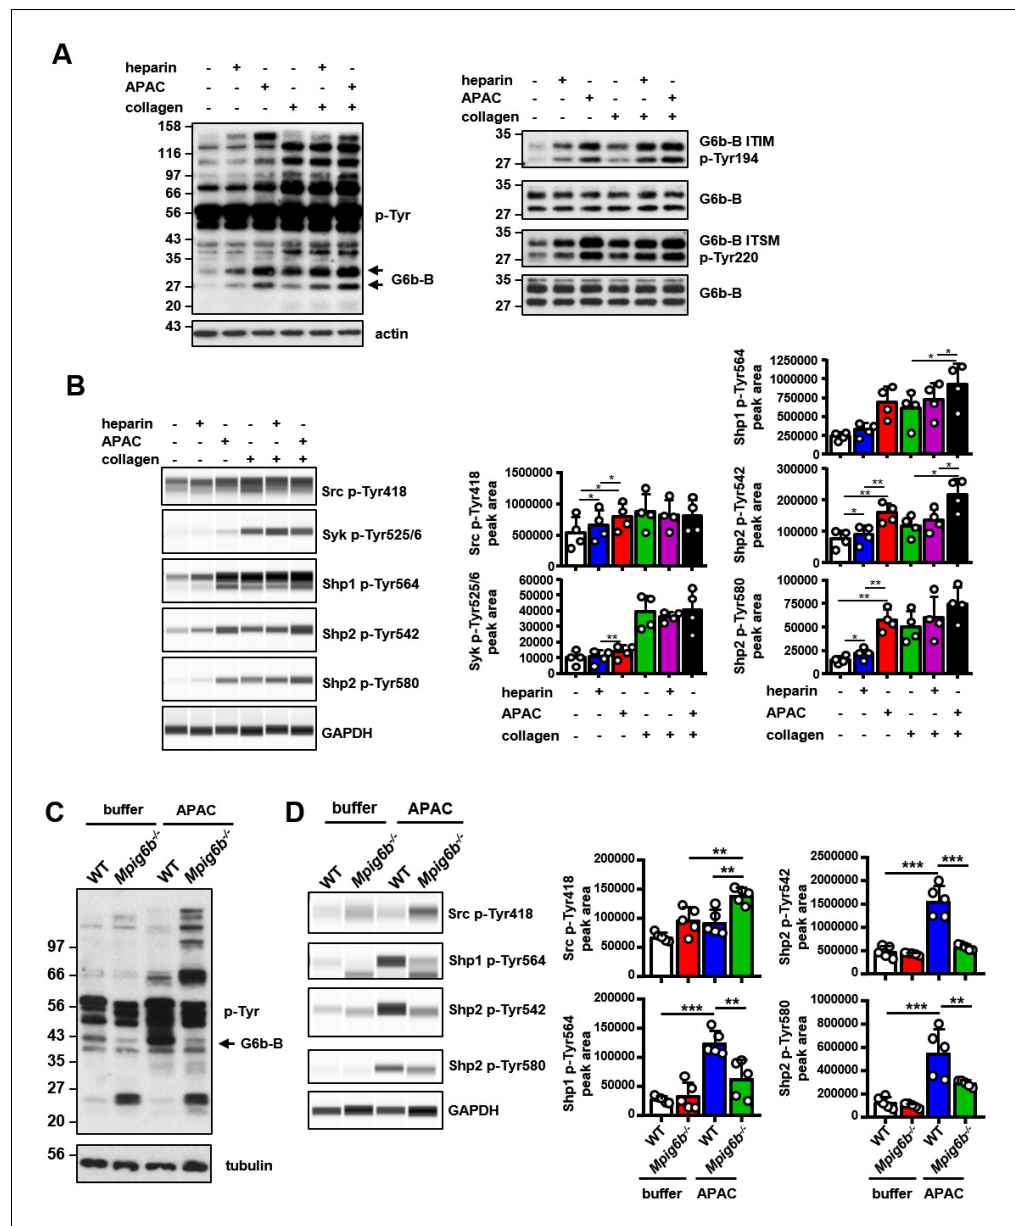 A
heparin - + - - + -
APAC - - + - - +
collagen - - - + + +
158
116
97
66
56
43
35
27
20
43
p-Tyr
G6b-B
actin
heparin - + - - + -
APAC - - + - - +
collagen - - - + + +
35
27
G6b-B ITIM
p-Tyr194
35
27
G6b-B
35
27
G6b-B ITSM
p-Tyr220
35
27
G6b-B
B
heparin - + - - + -
APAC - - + - - +
collagen - - - + + +
Src p-Tyr418
Syk p-Tyr525/6
Shp1 p-Tyr564
Shp2 p-Tyr542
Shp2 p-Tyr580
GAPDH
Src p-Tyr418
peak area
1500000
1000000
500000
0
* * *
Syk p-Tyr525/6
peak area
60000
50000
40000
30000
20000
10000
0
**
heparin - + - - + -
APAC - - + - - +
collagen - - - + + +
Shp1 p-Tyr564
peak area
1250000
1000000
750000
500000
250000
0
* *
Shp2 p-Tyr542
peak area
300000
200000
100000
0
* ** ** * *
Shp2 p-Tyr580
peak area
100000
75000
50000
25000
0
* ** **
heparin - + - - + -
APAC - - + - - +
collagen - - - + + +
C
buffer APAC
WT Mpig6b-/- WT Mpig6b-/-
97
66
56
43
35
27
20
56
p-Tyr
G6b-B
tubulin
D
buffer APAC
WT Mpig6b-/- WT Mpig6b-/-
Src p-Tyr418
Shp1 p-Tyr564
Shp2 p-Tyr542
Shp2 p-Tyr580
GAPDH
Src p-Tyr418
peak area
200000
150000
100000
50000
0
**
**
Shp1 p-Tyr564
peak area
200000
150000
100000
50000
0
*** **
WT Mpig6b-/- WT Mpig6b-/-
buffer APAC
Shp2 p-Tyr542
peak area
2500000
2000000
1500000
1000000
500000
0
*** ***
Shp2 p-Tyr580
peak area
1000000
800000
600000
400000
200000
0
*** **
WT Mpig6b-/- WT Mpig6b-/-
buffer APAC